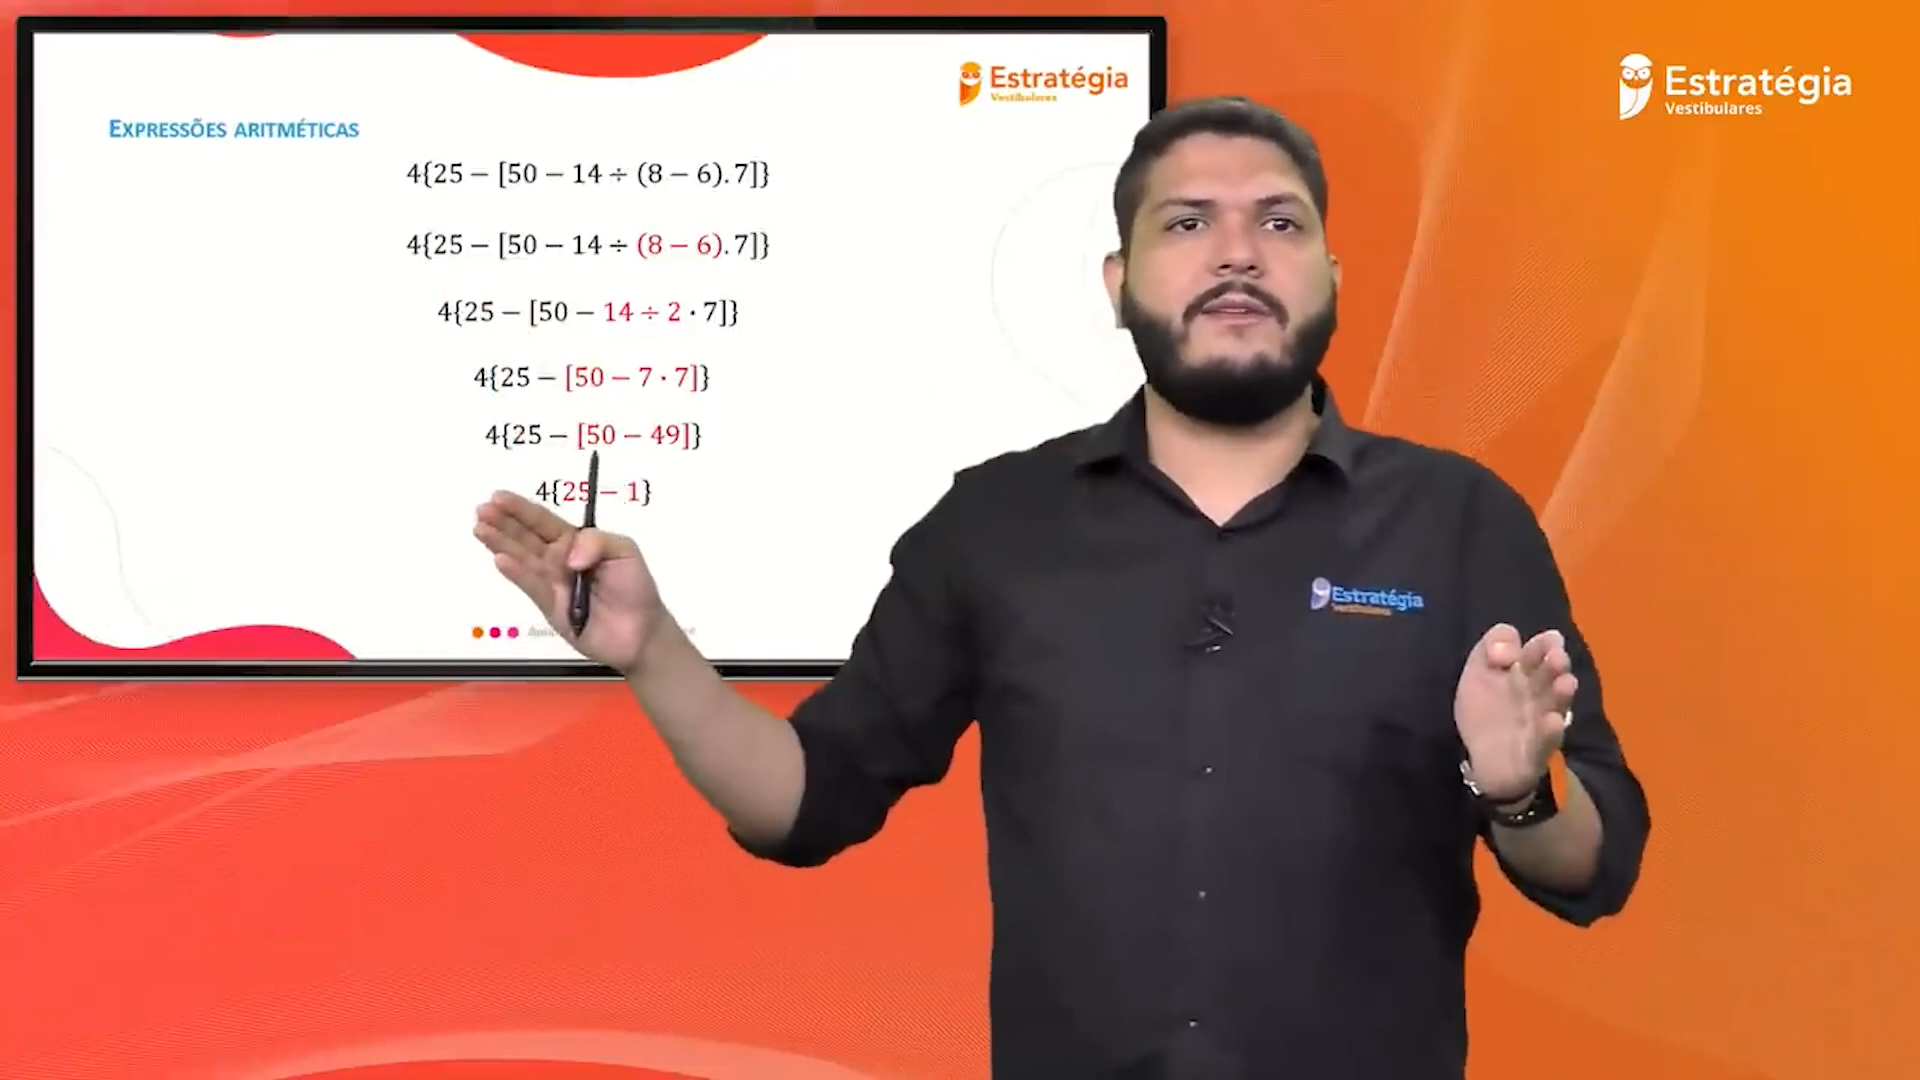 Estratégia
Vestibulares
EXPRESSÕES ARITMÉTICAS
4{25 − [50 − 14 ÷ (8 − 6). 7]}
4{25 − [50 − 14 ÷ (8 − 6). 7]}
4{25 − [50 − 14 ÷ 2 · 7]}
4{25 − [50 − 7 · 7]}
4{25 − [50 − 49]}
4{25 − 1}
Estratégia
Vestibulares
Estratégia
Vestibulares